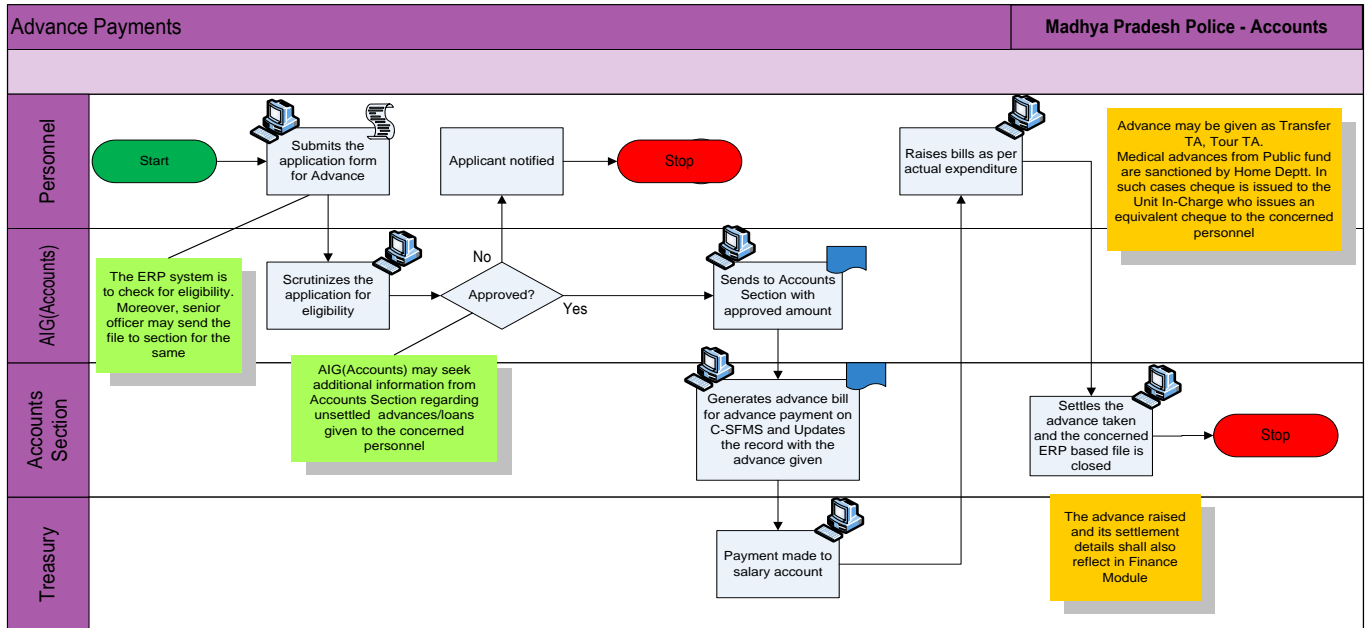 Advance Payments
Madhya Pradesh Police - Accounts
Personnel
Start
Submits the
application form
for Advance
Applicant notified
Stop
Raises bills as per
actual expenditure
Advance may be given as Transfer
TA, Tour TA.
Medical advances from Public fund
are sanctioned by Home Deptt. In
such cases cheque is issued to the
Unit In-Charge who issues an
equivalent cheque to the concerned
personnel
AIG(Accounts)
The ERP system is
to check for eligibility.
Moreover, senior
officer may send the
file to section for the
same
Scrutinizes the
application for
eligibility
No
Approved?
Yes
Sends to Accounts
Section with
approved amount
Accounts
Section
AIG(Accounts) may seek
additional information from
Accounts Section regarding
unsettled advances/loans
given to the concerned
personnel
Generates advance bill
for advance payment on
C-SFMS and Updates
the record with the
advance given
Settles the
advance taken
and the concerned
ERP based file is
closed
Stop
Treasury
Payment made to
salary account
The advance raised
and its settlement
details shall also
reflect in Finance
Module